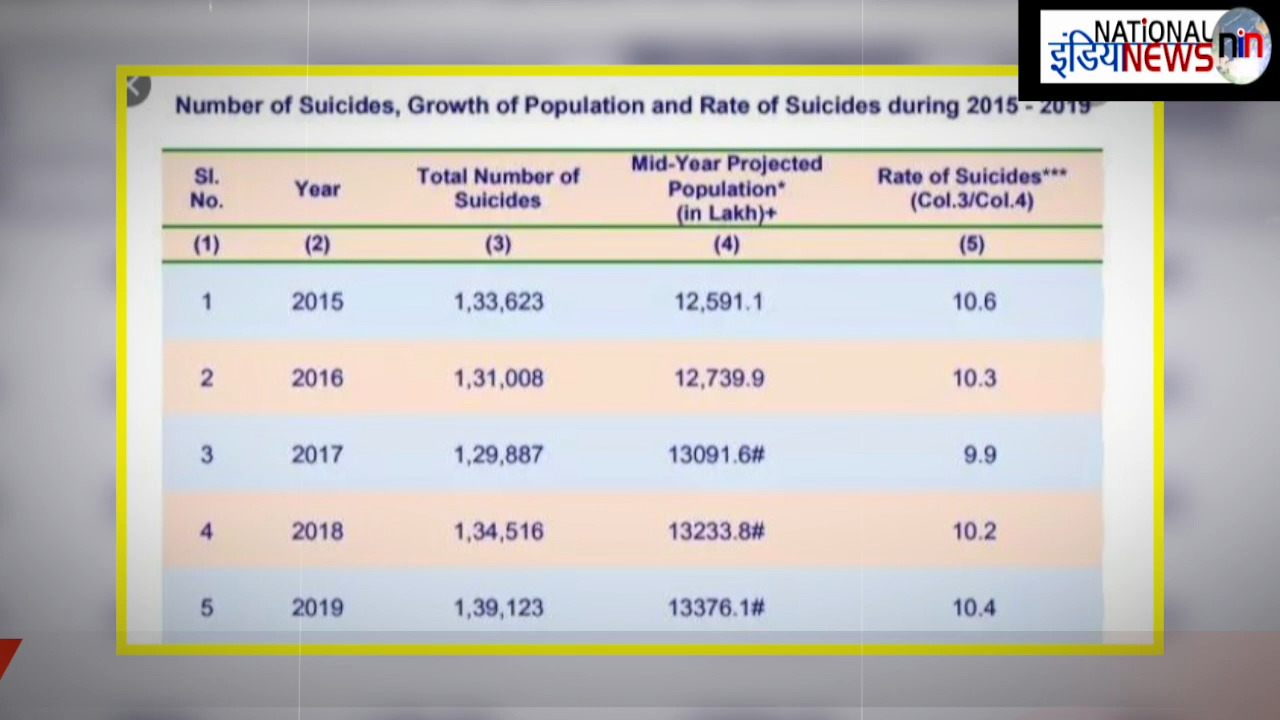 NATIONAL
इंडियाNEWS nin
Number of Suicides, Growth of Population and Rate of Suicides during 2015 - 2019
Sl. No. Year Total Number of Suicides Mid-Year Projected Population* (in Lakh)+ Rate of Suicides*** (Col.3/Col.4)
(1) (2) (3) (4) (5)
1 2015 1,33,623 12,591.1 10.6
2 2016 1,31,008 12,739.9 10.3
3 2017 1,29,887 13091.6# 9.9
4 2018 1,34,516 13233.8# 10.2
5 2019 1,39,123 13376.1# 10.4